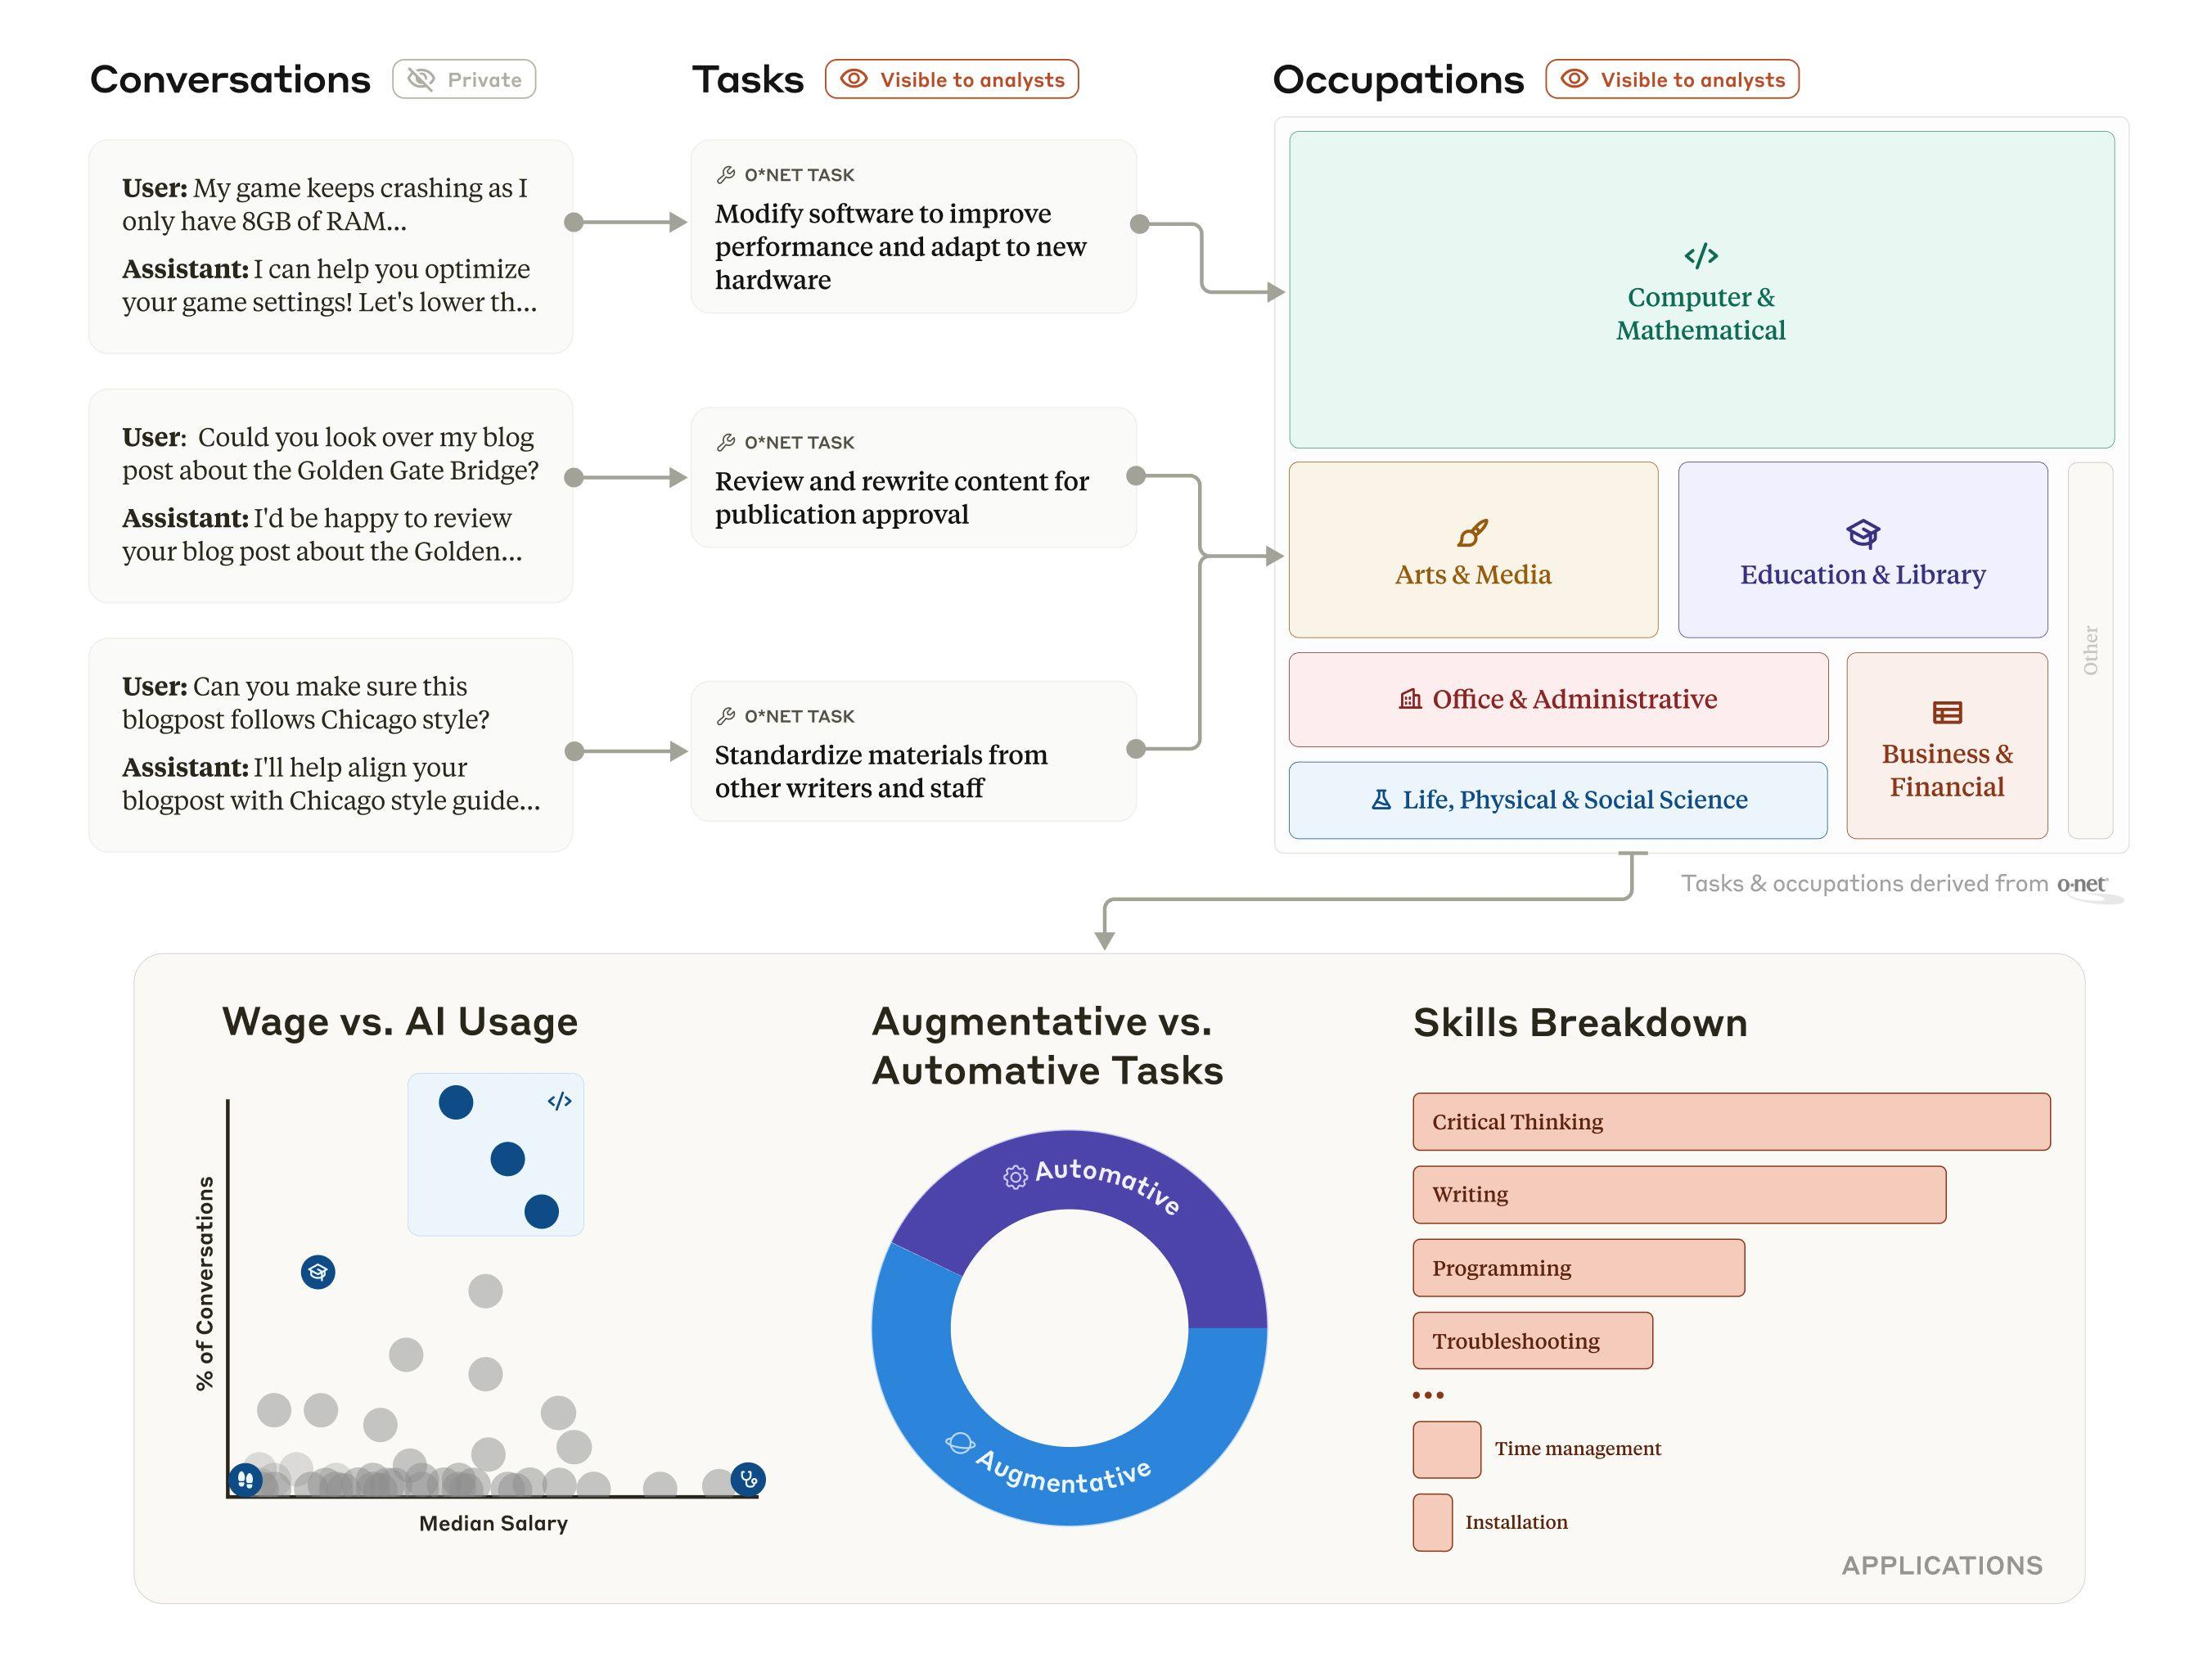 Conversations
Private
Tasks
Visible to analysts
Occupations
Visible to analysts
User: My game keeps crashing as I
only have 8GB of RAM...
Assistant: I can help you optimize
your game settings! Let's lower th...
User: Could you look over my blog
post about the Golden Gate Bridge?
Assistant: I'd be happy to review
your blog post about the Golden...
User: Can you make sure this
blogpost follows Chicago style?
Assistant: I'll help align your
blogpost with Chicago style guide...
O*NET TASK
Modify software to improve
performance and adapt to new
hardware
O*NET TASK
Review and rewrite content for
publication approval
O*NET TASK
Standardize materials from
other writers and staff
</>
Computer &
Mathematical
Arts & Media
Education & Library
Office & Administrative
Life, Physical & Social Science
Business &
Financial
Other
Tasks & occupations derived from o·net
Wage vs. AI Usage
</>
% of Conversations
Median Salary
Augmentative vs.
Automative Tasks
Automative
Augmentative
Skills Breakdown
Critical Thinking
Writing
Programming
Troubleshooting
...
Time management
Installation
APPLICATIONS